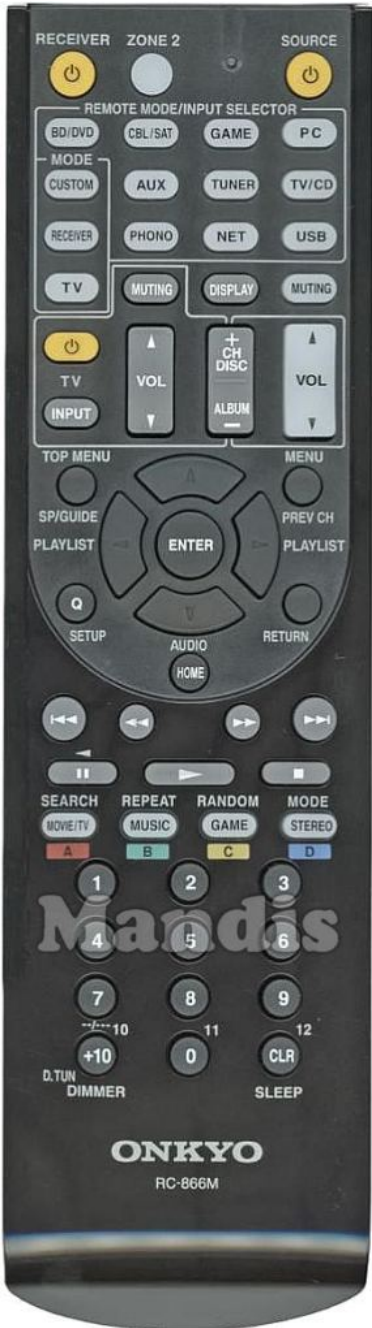 RECEIVER ZONE 2 SOURCE
REMOTE MODE/INPUT SELECTOR
BD/DVD CBL/SAT GAME PC
MODE
CUSTOM AUX TUNER TV/CD
RECEIVER PHONO NET USB
TV MUTING DISPLAY MUTING
+
CH
DISC
TV VOL VOL
INPUT ALBUM
-
TOP MENU MENU
SP/GUIDE PREV CH
PLAYLIST ENTER PLAYLIST
Q
SETUP AUDIO RETURN
HOME
SEARCH REPEAT RANDOM MODE
MOVIE/TV MUSIC GAME STEREO
A B C D
1 2 3
Mandis
4 5 6
7 8 9
--/--- 10 11 12
+10 0 CLR
D.TUN
DIMMER SLEEP
ONKYO
RC-866M